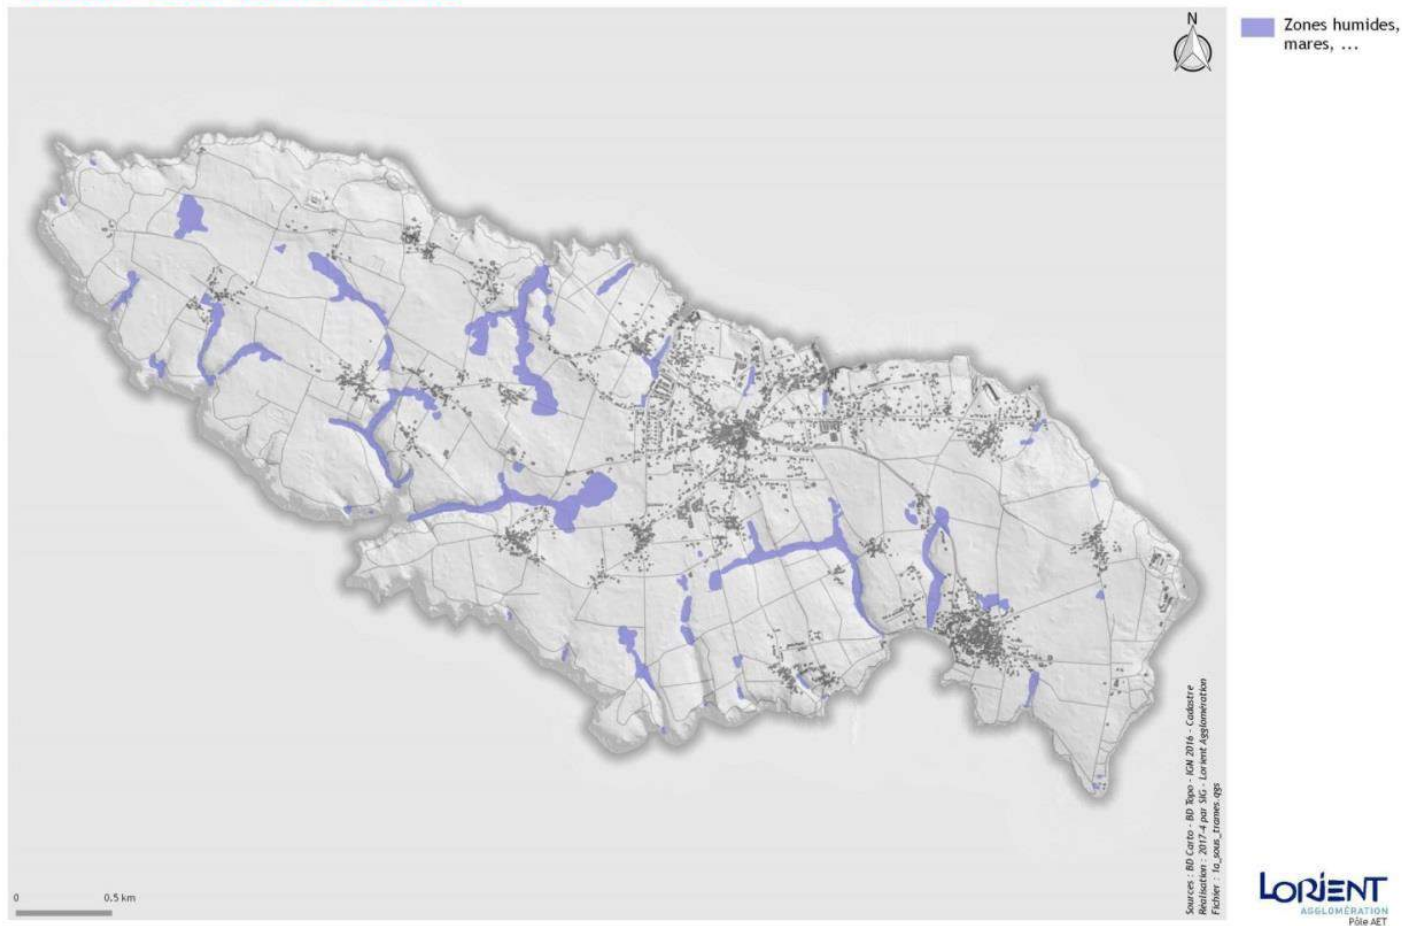 N
Zones humides,
mares, ...
0
0.5 km
Sources : BD Carto - BD Topo - IGN 2016 - Cadastre
Réalisation : 2017-4 par SIG - Lorient Agglomération
Fichier : 1a_sous_trames.qgs
LORIENT
AGGLOMÉRATION
Pôle AET